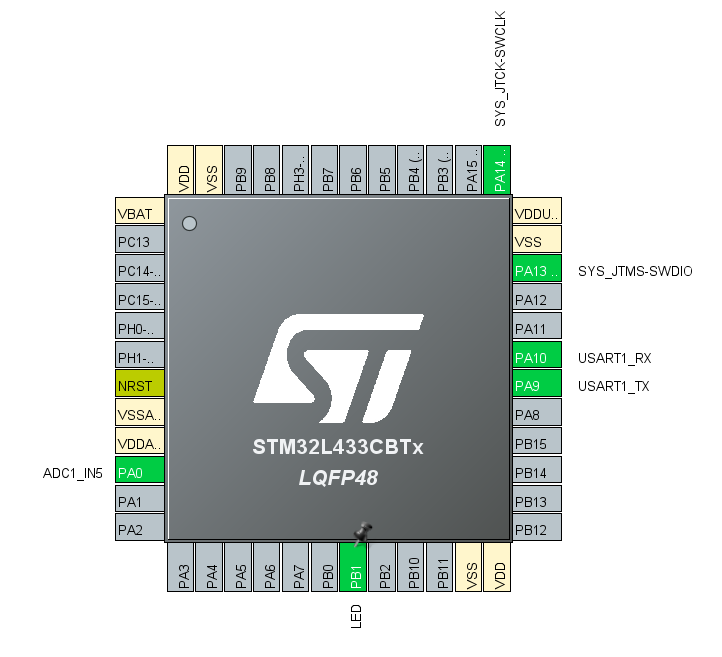 SYS_JTCK-SWCLK
VDD
VSS
PB9
PB8
PH3-..
PB7
PB6
PB5
PB4 (..
PB3 (..
PA15 ..
PA14 ..
VBAT
PC13
PC14-..
PC15-..
PH0-..
PH1-..
NRST
VSSA..
VDDA..
ADC1_IN5
PA0
PA1
PA2
VDDU..
VSS
PA13 ..
SYS_JTMS-SWDIO
PA12
PA11
PA10
USART1_RX
PA9
USART1_TX
PA8
PB15
PB14
PB13
PB12
ST
STM32L433CBTx
LQFP48
PA3
PA4
PA5
PA6
PA7
PB0
PB1
PB2
PB10
PB11
VSS
VDD
LED